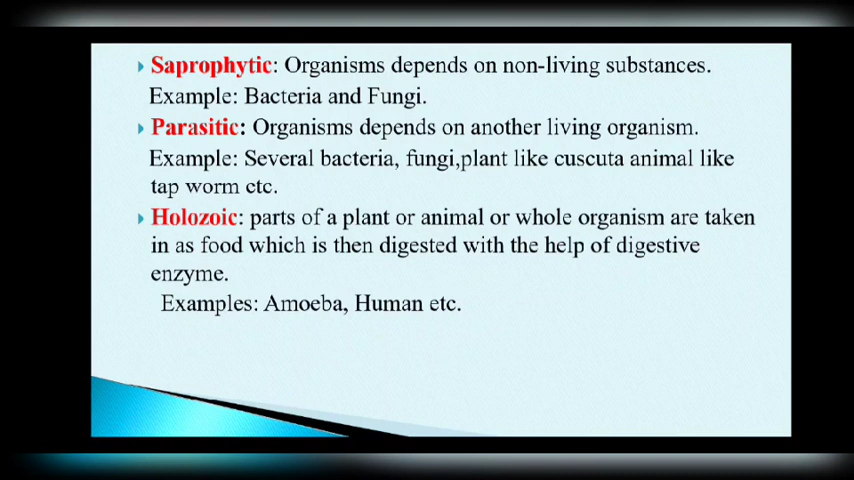 Saprophytic: Organisms depends on non-living substances.
Example: Bacteria and Fungi.
Parasitic: Organisms depends on another living organism.
Example: Several bacteria, fungi,plant like cuscuta animal like
tap worm etc.
Holozoic: parts of a plant or animal or whole organism are taken
in as food which is then digested with the help of digestive
enzyme.
Examples: Amoeba, Human etc.